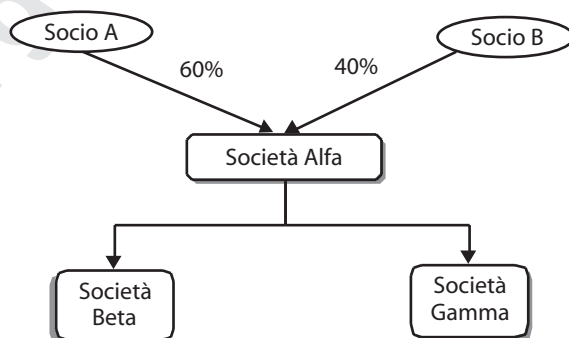 Socio A
Socio B
60%
40%
Società Alfa
Società
Beta
Società
Gamma